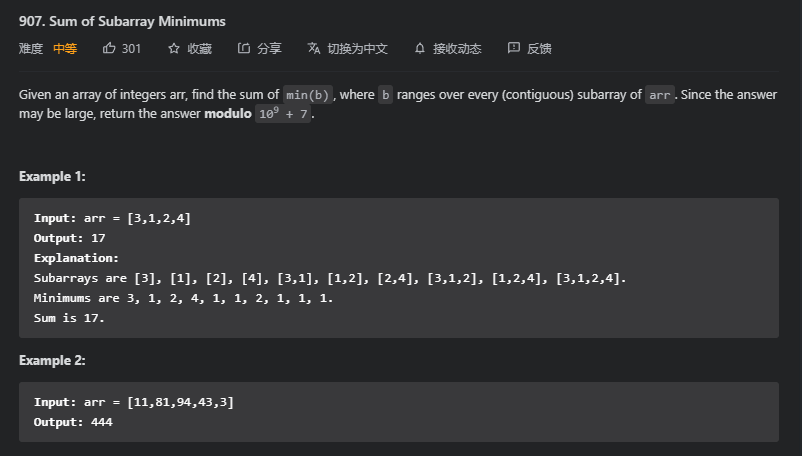 907. Sum of Subarray Minimums
难度 中等 301 收藏 分享 切换为中文 接收动态 反馈
Given an array of integers arr, find the sum of min(b), where b ranges over every (contiguous) subarray of arr. Since the answer
may be large, return the answer modulo 10⁹ + 7.
Example 1:
Input: arr = [3,1,2,4]
Output: 17
Explanation:
Subarrays are [3], [1], [2], [4], [3,1], [1,2], [2,4], [3,1,2], [1,2,4], [3,1,2,4].
Minimums are 3, 1, 2, 4, 1, 1, 2, 1, 1, 1.
Sum is 17.
Example 2:
Input: arr = [11,81,94,43,3]
Output: 444